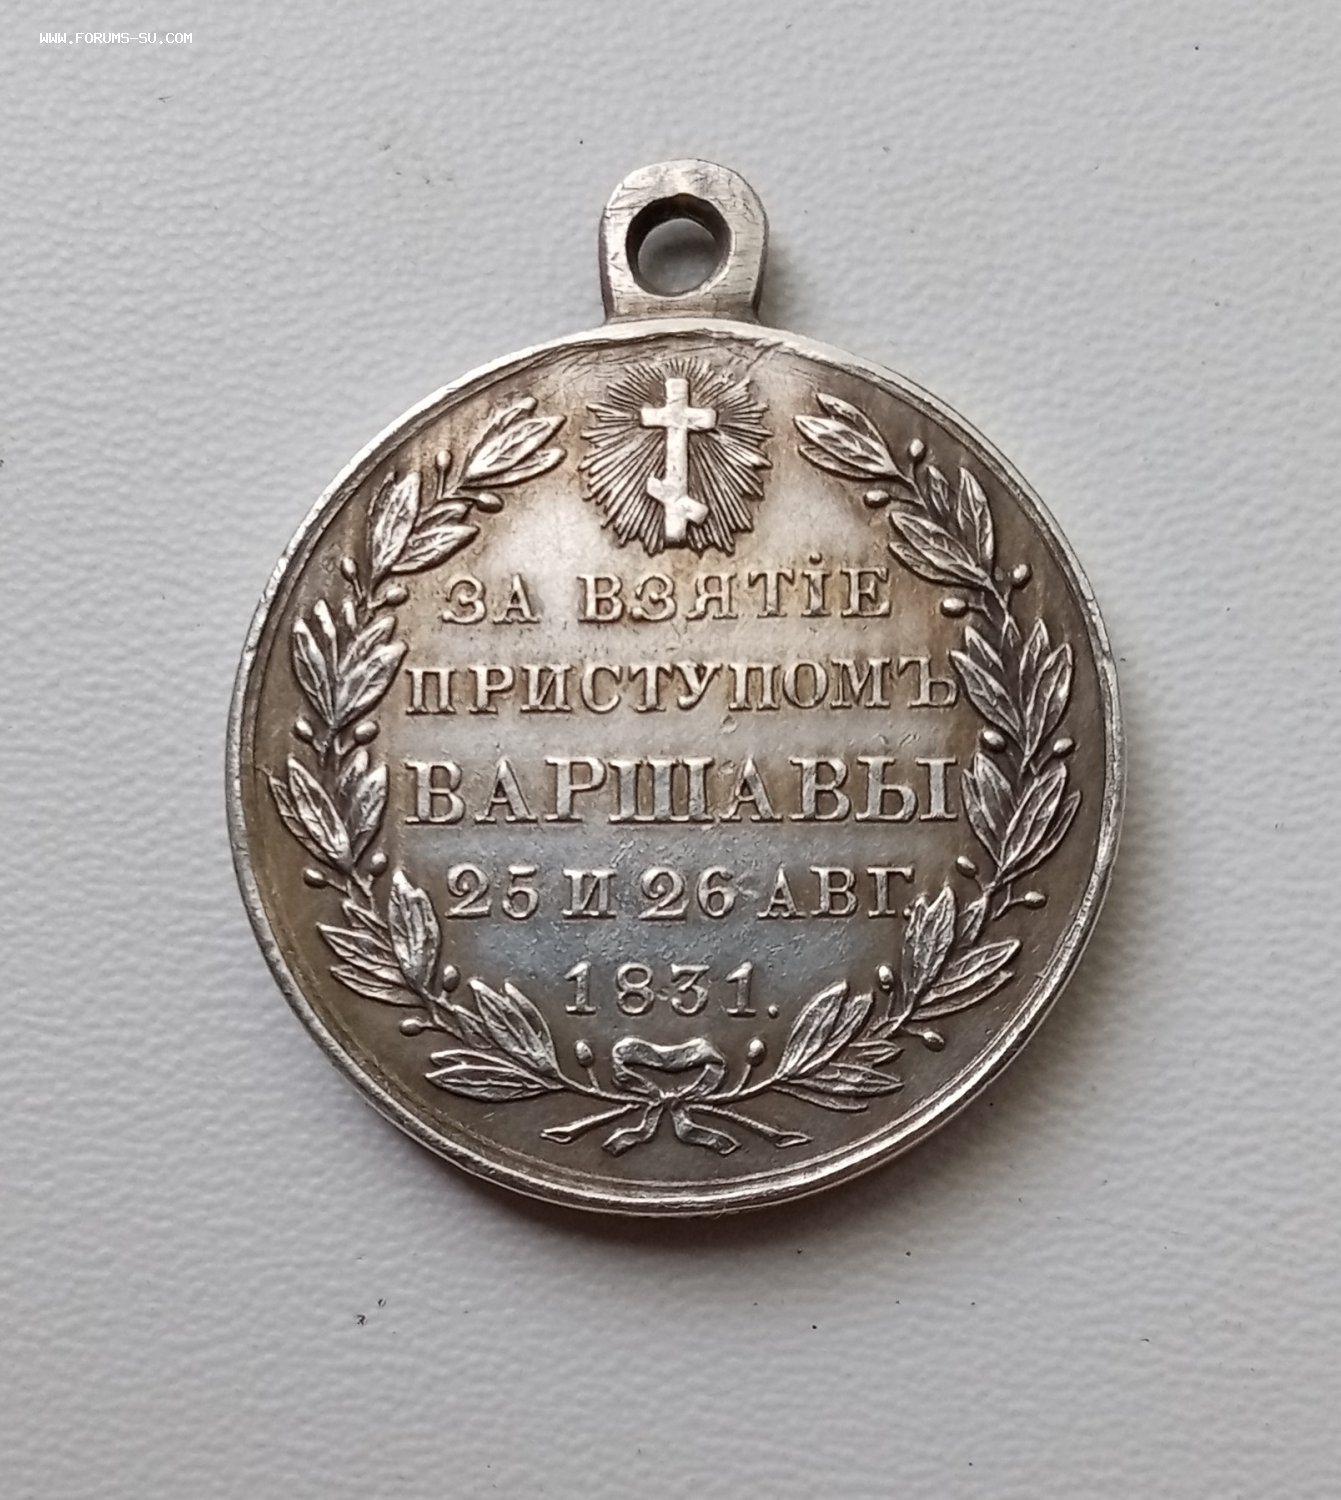 WWW.FORUMS-SU.COM
ЗА ВЗЯТІЕ
ПРИСТУПОМЪ
ВАРШАВЫ
25 И 26 АВГ.
1831.